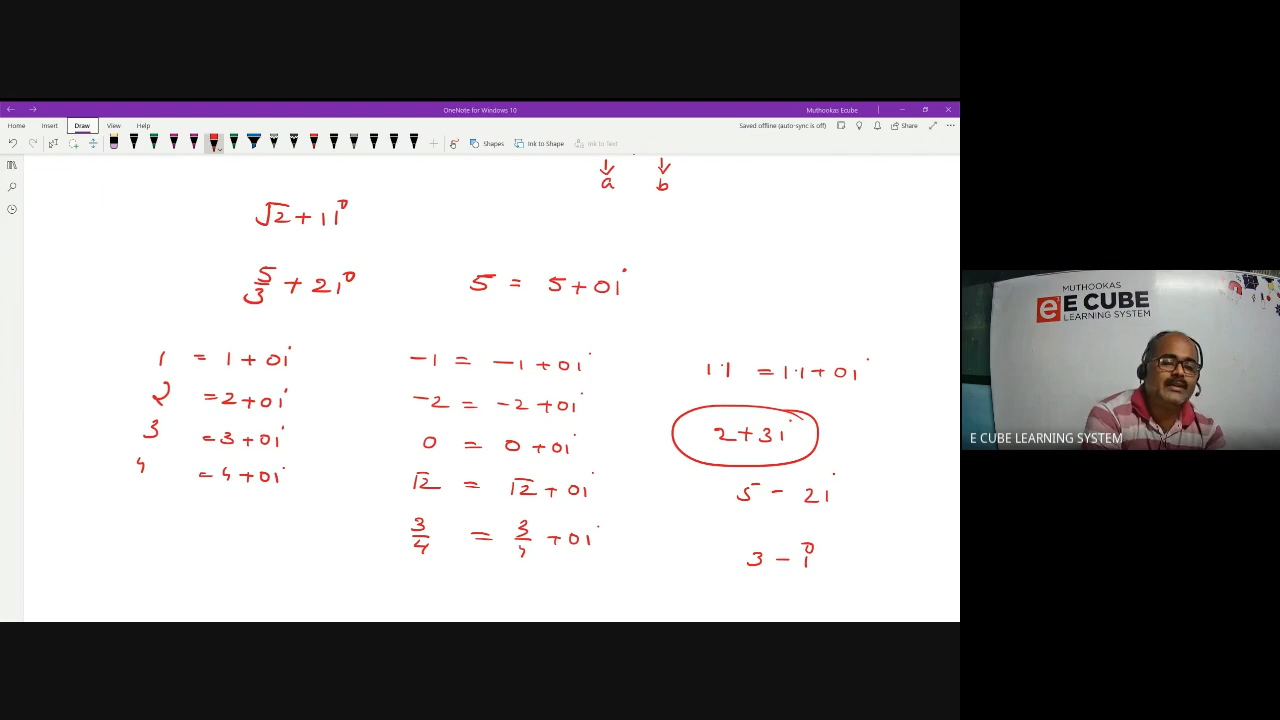 OneNote for Windows 10
Muthookas Ecube
Home Insert Draw View Help
Saved offline (auto-sync is off)
Share
Shapes
Ink to Shape
Ink to Text
a b
√2 + 1i
5/3 + 2i
5 = 5 + 0i
1 = 1 + 0i
2 = 2 + 0i
3 = 3 + 0i
4 = 4 + 0i
-1 = -1 + 0i
-2 = -2 + 0i
0 = 0 + 0i
√2 = √2 + 0i
3/4 = 3/4 + 0i
1.1 = 1.1 + 0i
2 + 3i
5 - 2i
3 - i
MUTHOOKAS
e E CUBE
LEARNING SYSTEM
E CUBE LEARNING SYSTEM